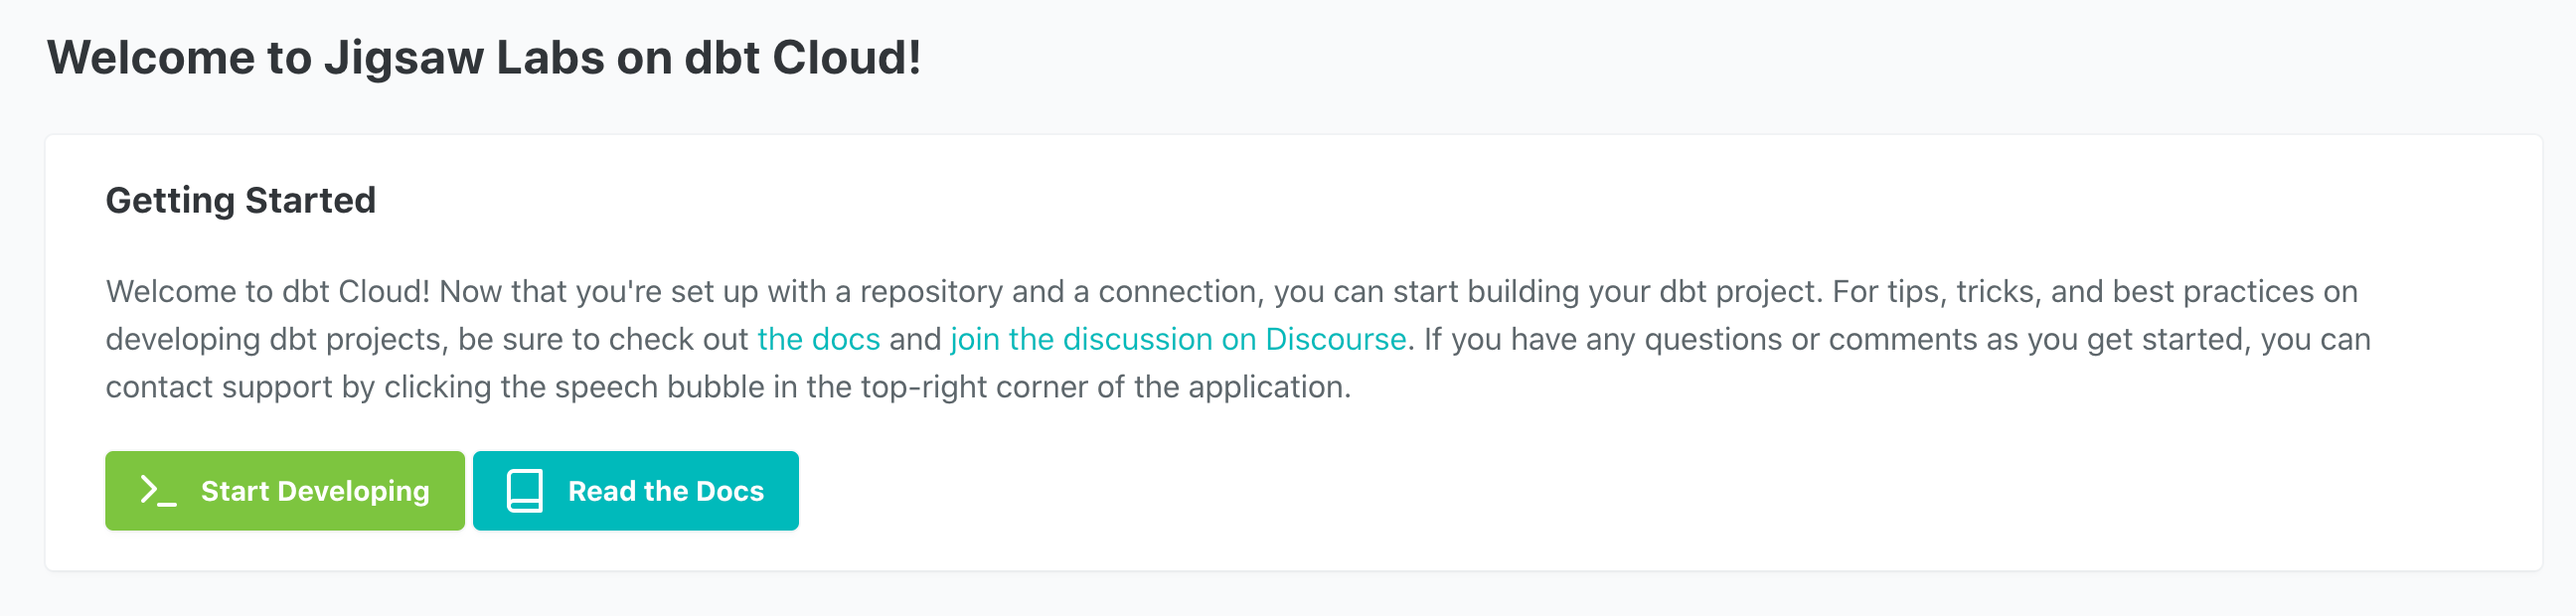 Welcome to Jigsaw Labs on dbt Cloud!
Getting Started
Welcome to dbt Cloud! Now that you're set up with a repository and a connection, you can start building your dbt project. For tips, tricks, and best practices on
developing dbt projects, be sure to check out the docs and join the discussion on Discourse. If you have any questions or comments as you get started, you can
contact support by clicking the speech bubble in the top-right corner of the application.
Start Developing
Read the Docs